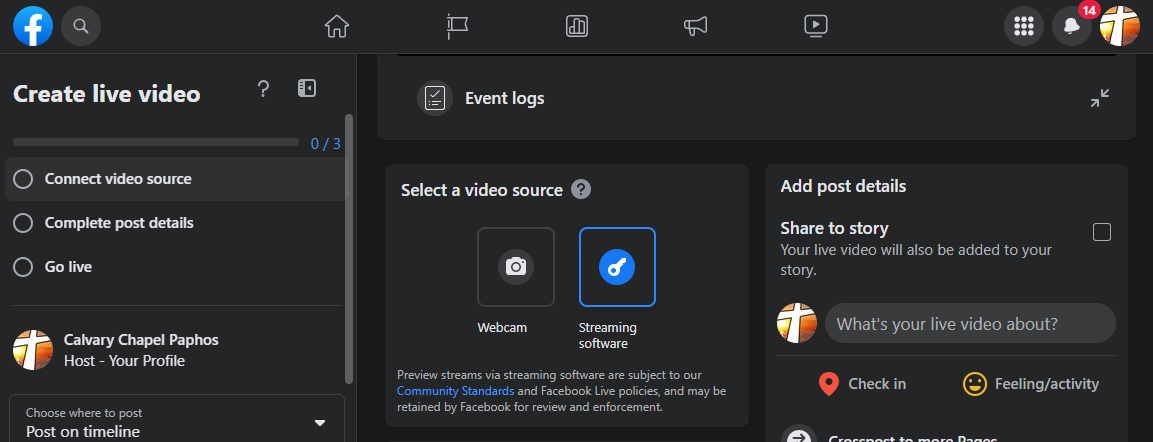 14
Create live video
0 / 3
Connect video source
Complete post details
Go live
Calvary Chapel Paphos
Host - Your Profile
Choose where to post
Post on timeline
Event logs
Select a video source
Webcam
Streaming
software
Preview streams via streaming software are subject to our
Community Standards and Facebook Live policies, and may be
retained by Facebook for review and enforcement.
Add post details
Share to story
Your live video will also be added to your
story.
What's your live video about?
Check in
Feeling/activity
Crosspost to more Pages